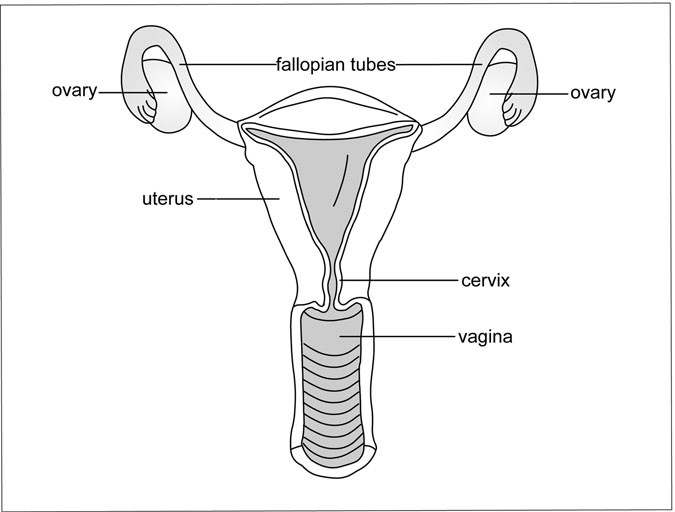 fallopian tubes
ovary
ovary
uterus
cervix
vagina